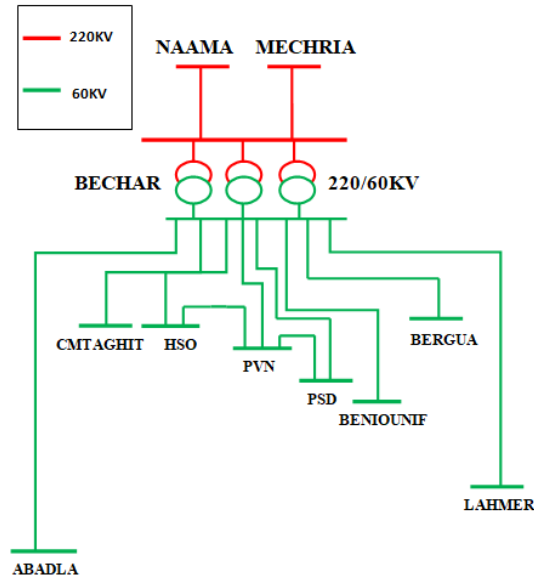 220KV
60KV
NAAMA MECHRIA
BECHAR 220/60KV
CMTAGHIT HSO
PVN
PSD
BENIOUNIF
BERGUA
LAHMER
ABADLA